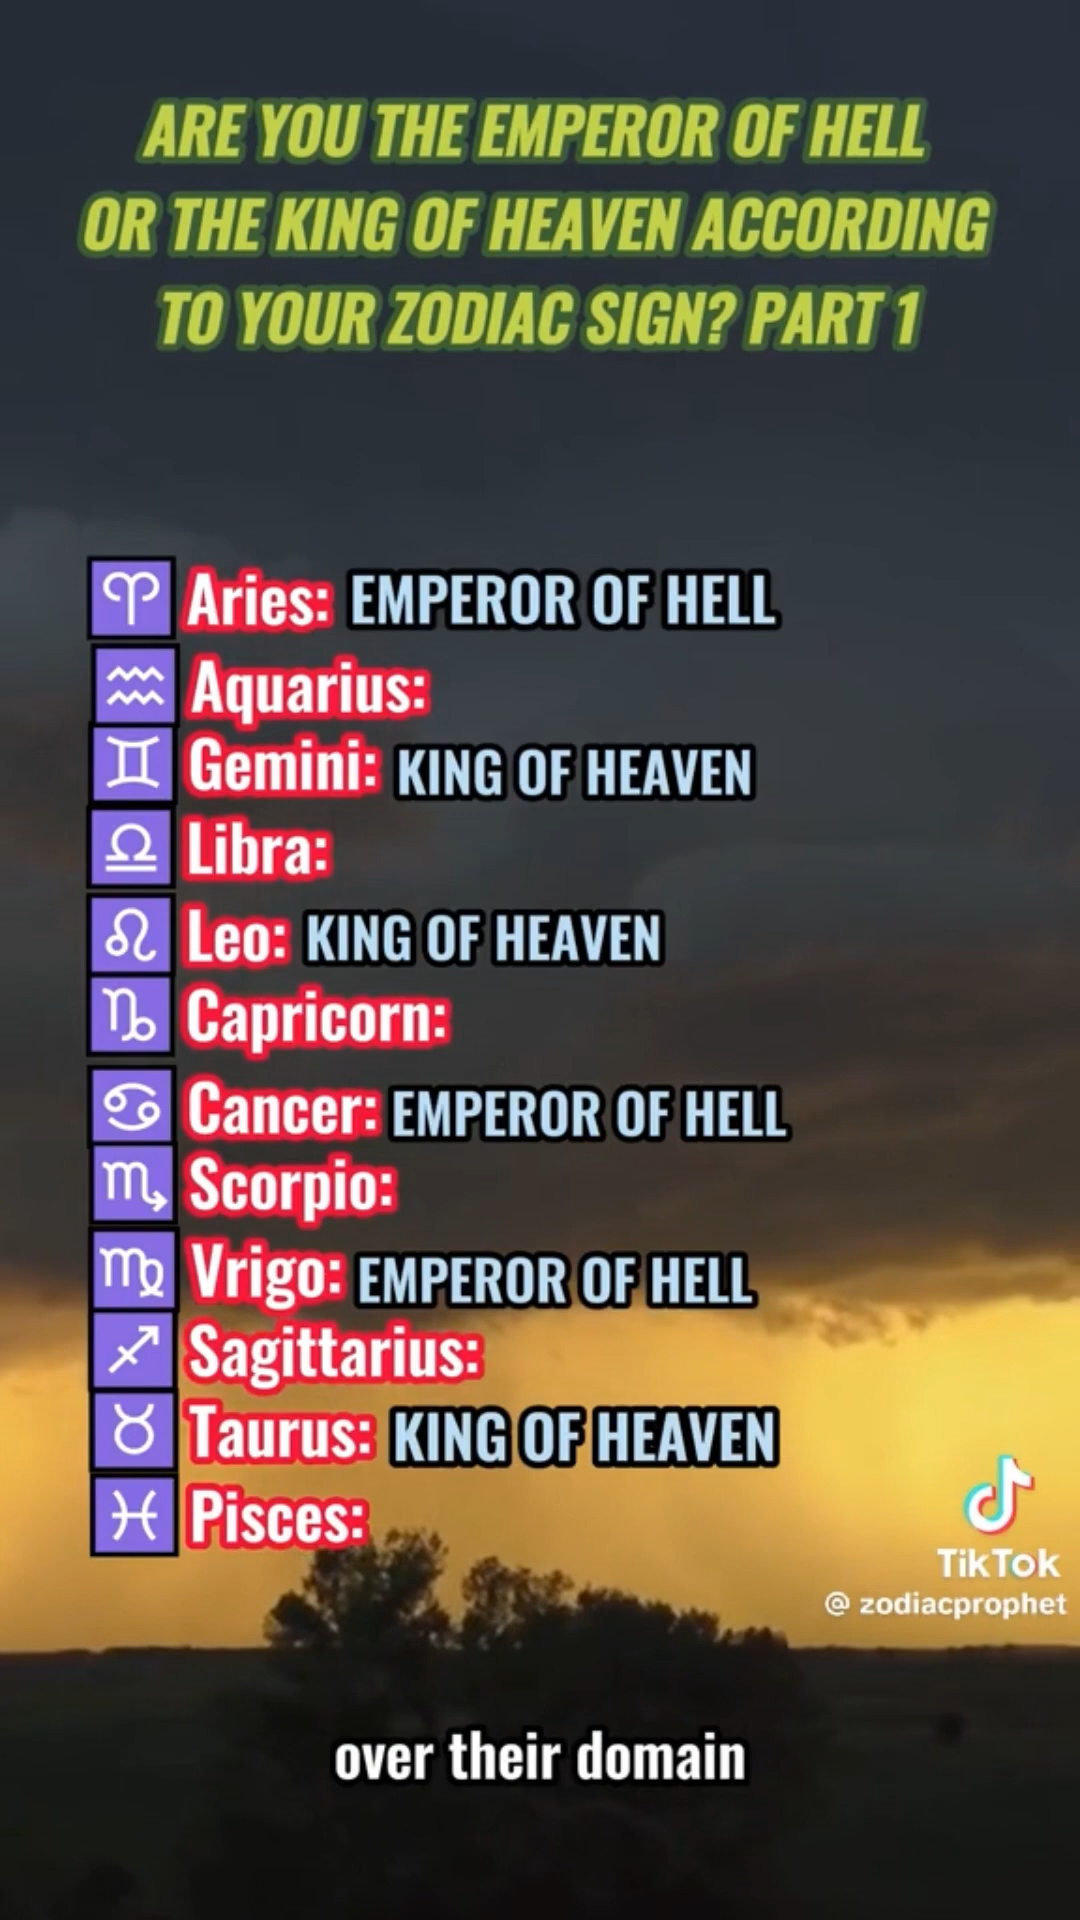 ARE YOU THE EMPEROR OF HELL
OR THE KING OF HEAVEN ACCORDING
TO YOUR ZODIAC SIGN? PART 1
♈ Aries: EMPEROR OF HELL
♒ Aquarius:
♊ Gemini: KING OF HEAVEN
♎ Libra:
♌ Leo: KING OF HEAVEN
♑ Capricorn:
♋ Cancer: EMPEROR OF HELL
♏ Scorpio:
♍ Vrigo: EMPEROR OF HELL
♐ Sagittarius:
♉ Taurus: KING OF HEAVEN
♓ Pisces:
TikTok
@ zodiacprophet
over their domain